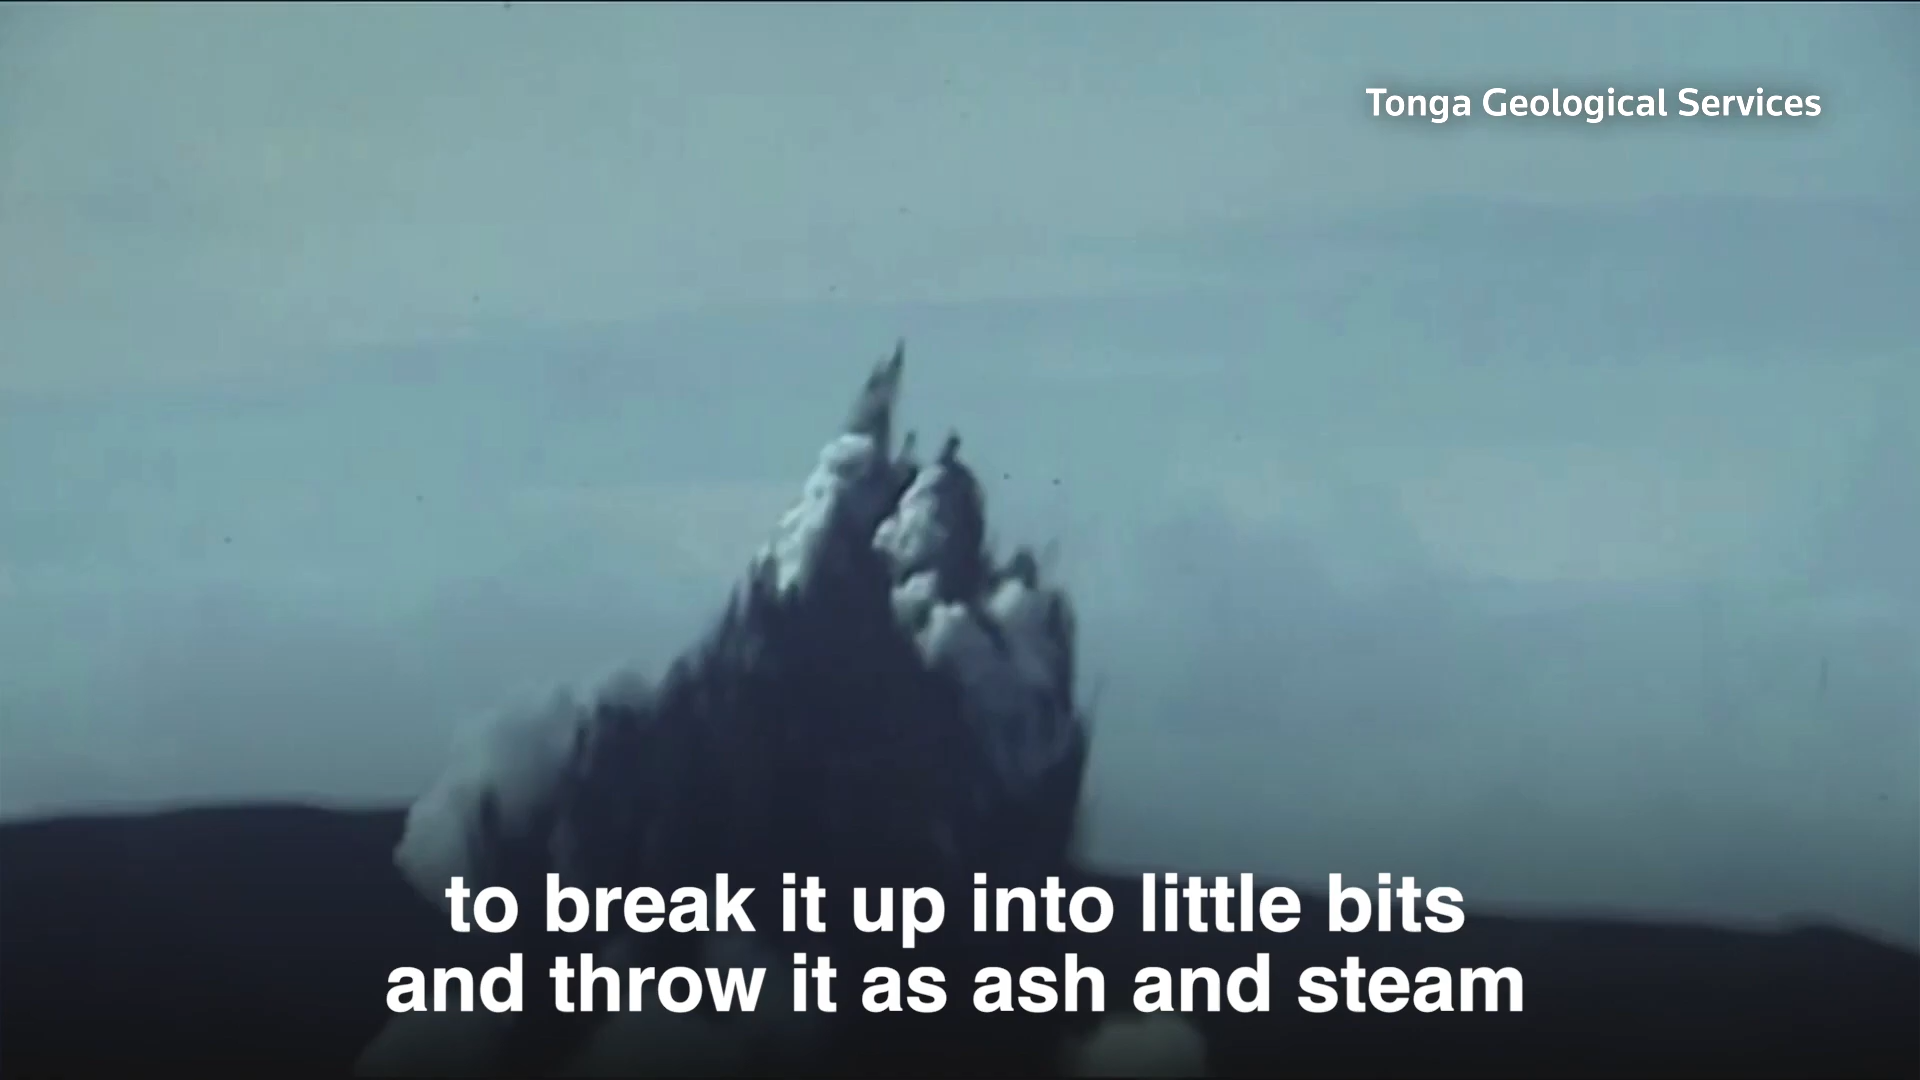 Tonga Geological Services
to break it up into little bits
and throw it as ash and steam